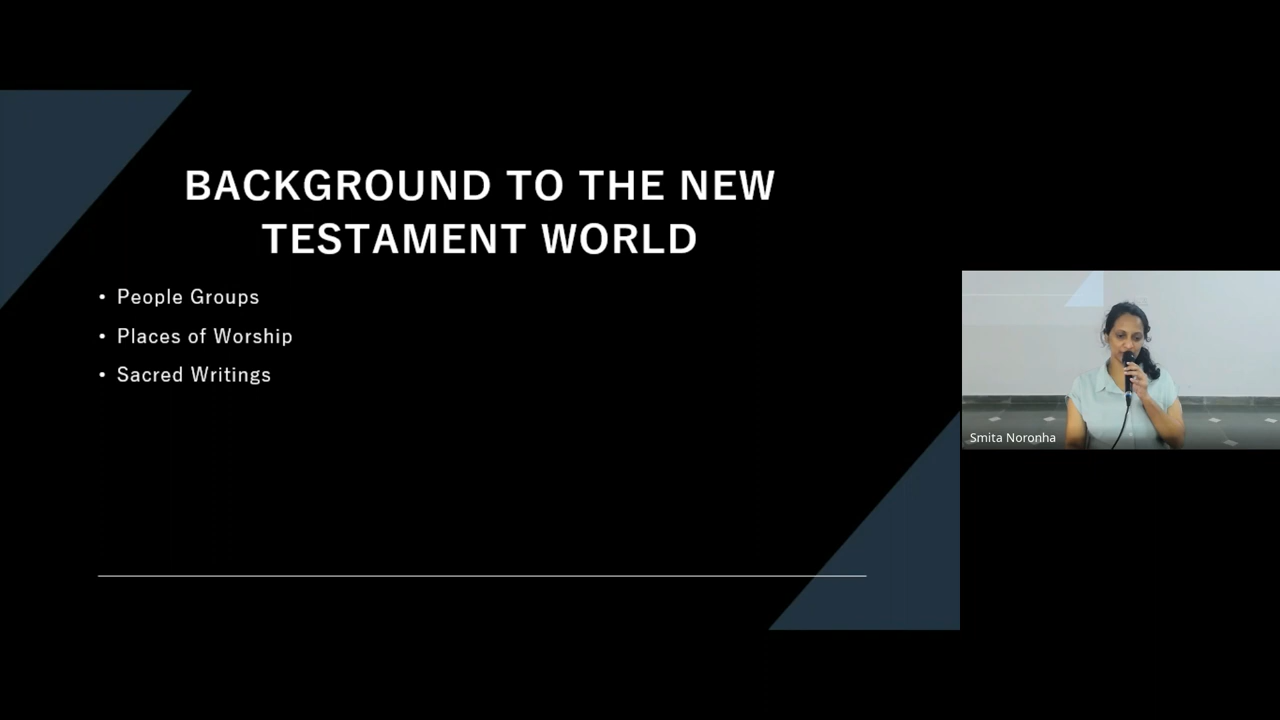 BACKGROUND TO THE NEW
TESTAMENT WORLD
• People Groups
• Places of Worship
• Sacred Writings
Smita Noronha